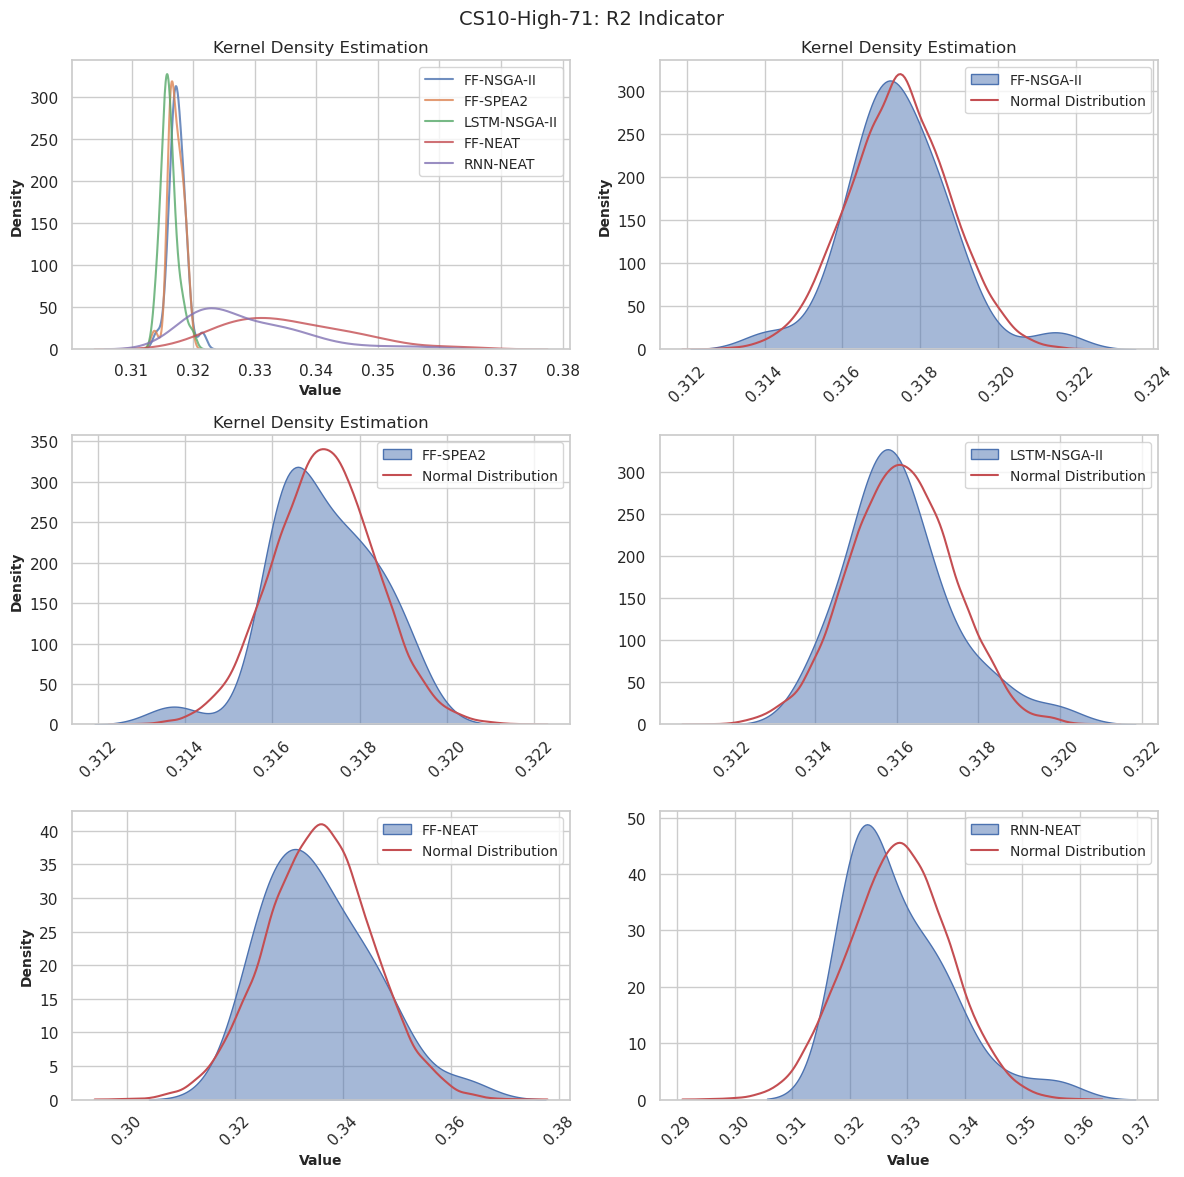 CS10-High-71: R2 Indicator
Kernel Density Estimation
Density
300
250
200
150
100
50
0
0.31 0.32 0.33 0.34 0.35 0.36 0.37 0.38
Value
FF-NSGA-II
FF-SPEA2
LSTM-NSGA-II
FF-NEAT
RNN-NEAT
Kernel Density Estimation
Density
300
250
200
150
100
50
0
0.312 0.314 0.316 0.318 0.320 0.322 0.324
FF-NSGA-II
Normal Distribution
Kernel Density Estimation
Density
350
300
250
200
150
100
50
0
0.312 0.314 0.316 0.318 0.320 0.322
FF-SPEA2
Normal Distribution
300
250
200
150
100
50
0
0.312 0.314 0.316 0.318 0.320 0.322
LSTM-NSGA-II
Normal Distribution
Density
40
35
30
25
20
15
10
5
0
0.30 0.32 0.34 0.36 0.38
Value
FF-NEAT
Normal Distribution
50
40
30
20
10
0
0.29 0.30 0.31 0.32 0.33 0.34 0.35 0.36 0.37
Value
RNN-NEAT
Normal Distribution